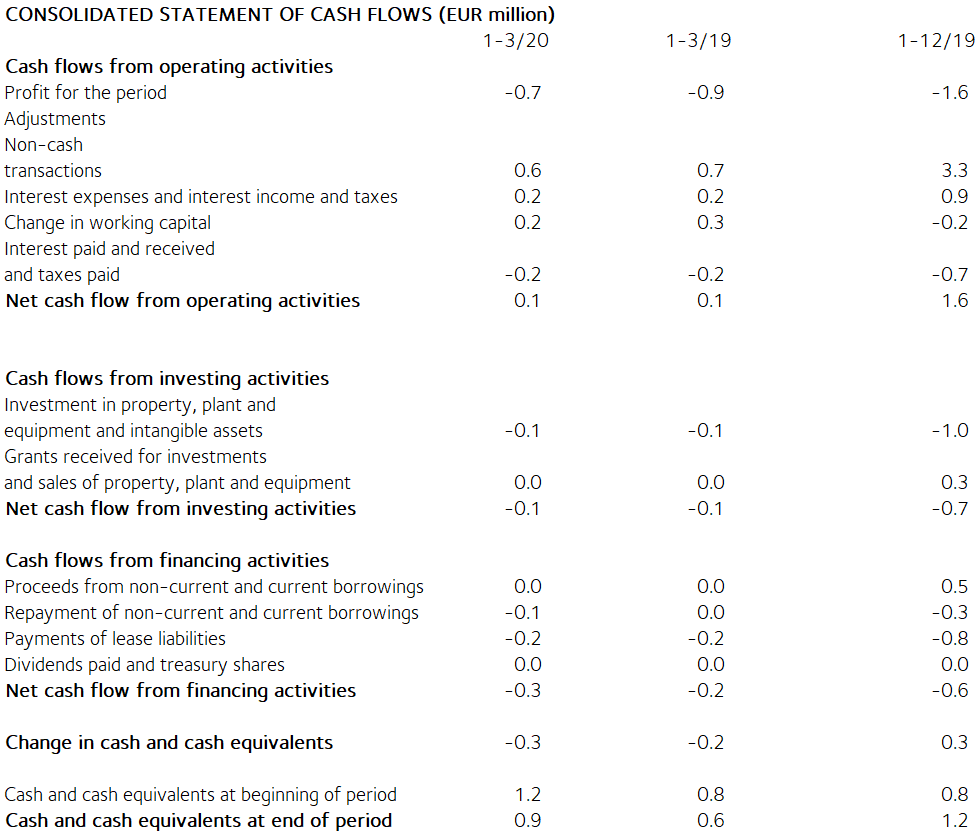 CONSOLIDATED STATEMENT OF CASH FLOWS (EUR million)
1-3/20 1-3/19 1-12/19
Cash flows from operating activities
Profit for the period -0.7 -0.9 -1.6
Adjustments
Non-cash
transactions 0.6 0.7 3.3
Interest expenses and interest income and taxes 0.2 0.2 0.9
Change in working capital 0.2 0.3 -0.2
Interest paid and received
and taxes paid -0.2 -0.2 -0.7
Net cash flow from operating activities 0.1 0.1 1.6
Cash flows from investing activities
Investment in property, plant and
equipment and intangible assets -0.1 -0.1 -1.0
Grants received for investments
and sales of property, plant and equipment 0.0 0.0 0.3
Net cash flow from investing activities -0.1 -0.1 -0.7
Cash flows from financing activities
Proceeds from non-current and current borrowings 0.0 0.0 0.5
Repayment of non-current and current borrowings -0.1 0.0 -0.3
Payments of lease liabilities -0.2 -0.2 -0.8
Dividends paid and treasury shares 0.0 0.0 0.0
Net cash flow from financing activities -0.3 -0.2 -0.6
Change in cash and cash equivalents -0.3 -0.2 0.3
Cash and cash equivalents at beginning of period 1.2 0.8 0.8
Cash and cash equivalents at end of period 0.9 0.6 1.2